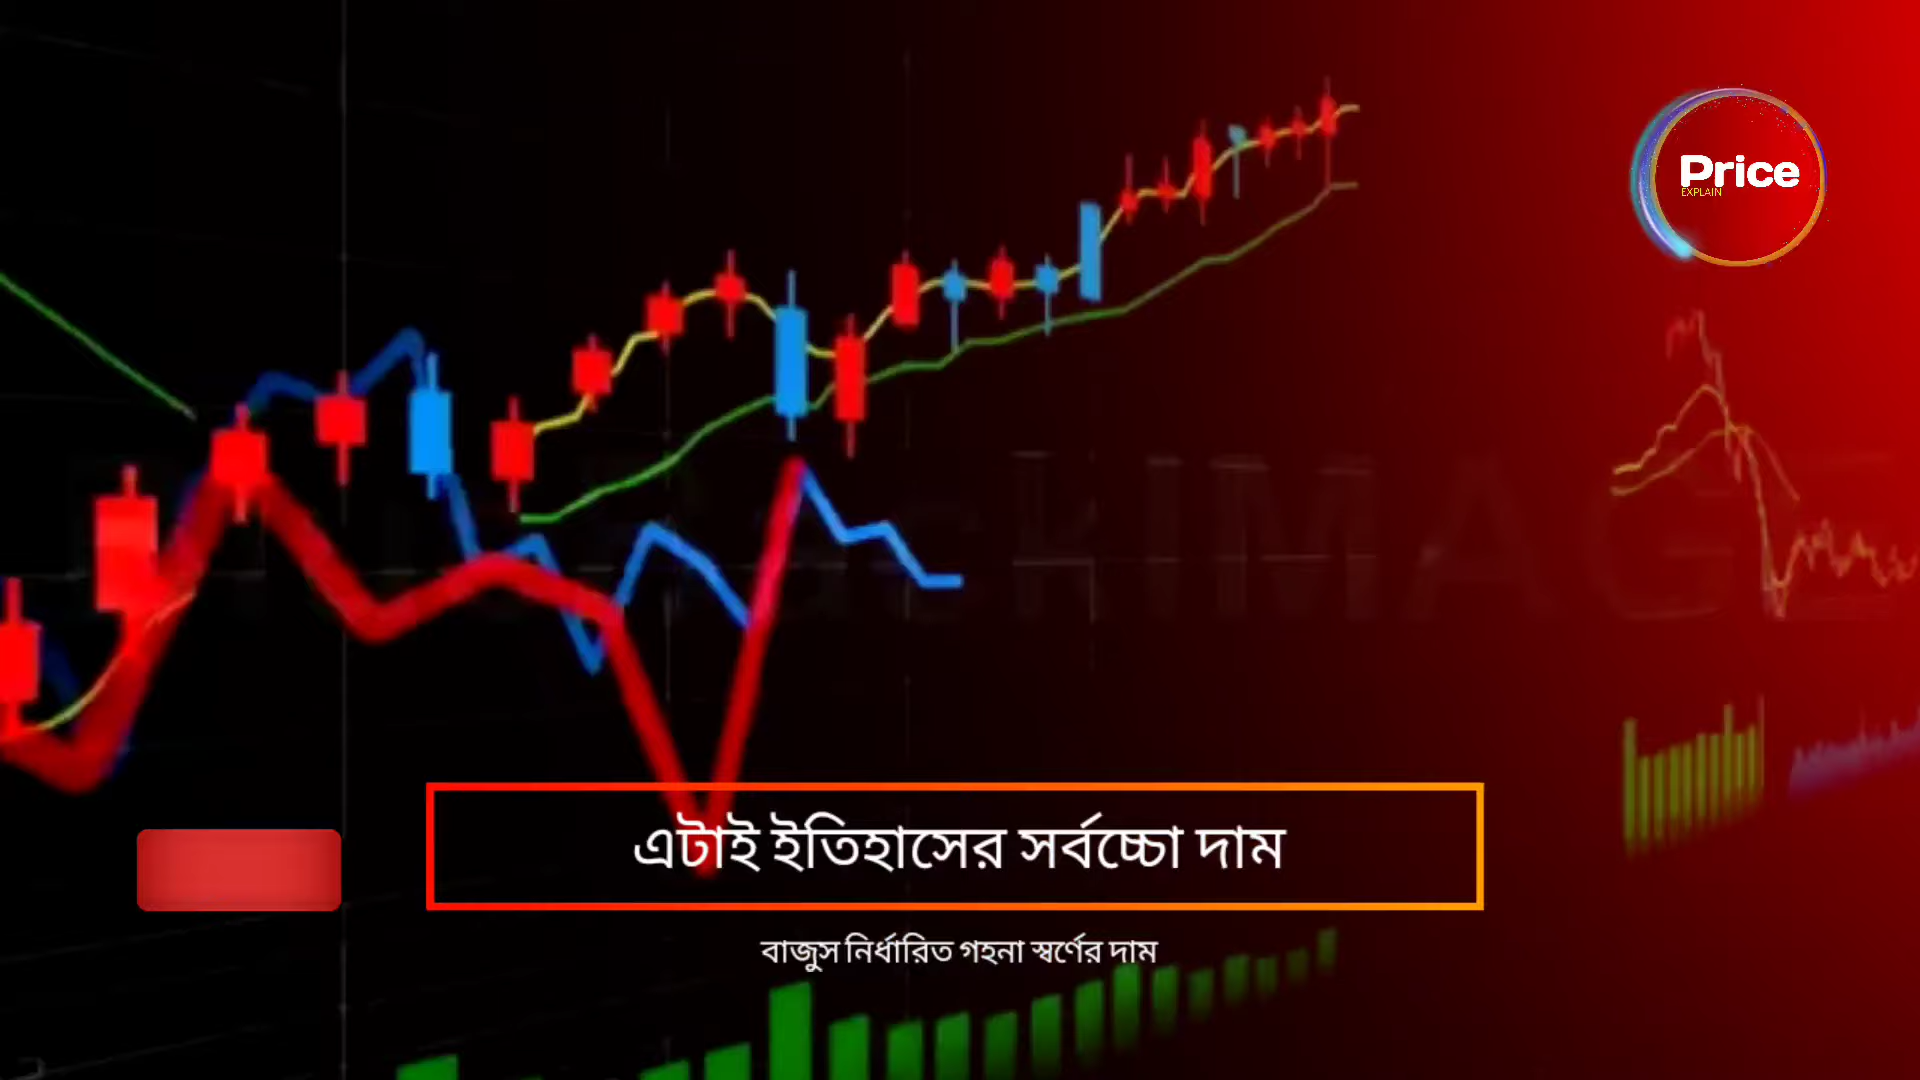 Price
EXPLAIN
এটাই ইতিহাসের সর্বচ্চো দাম
বাজুস নির্ধারিত গহনা স্বর্ণের দাম